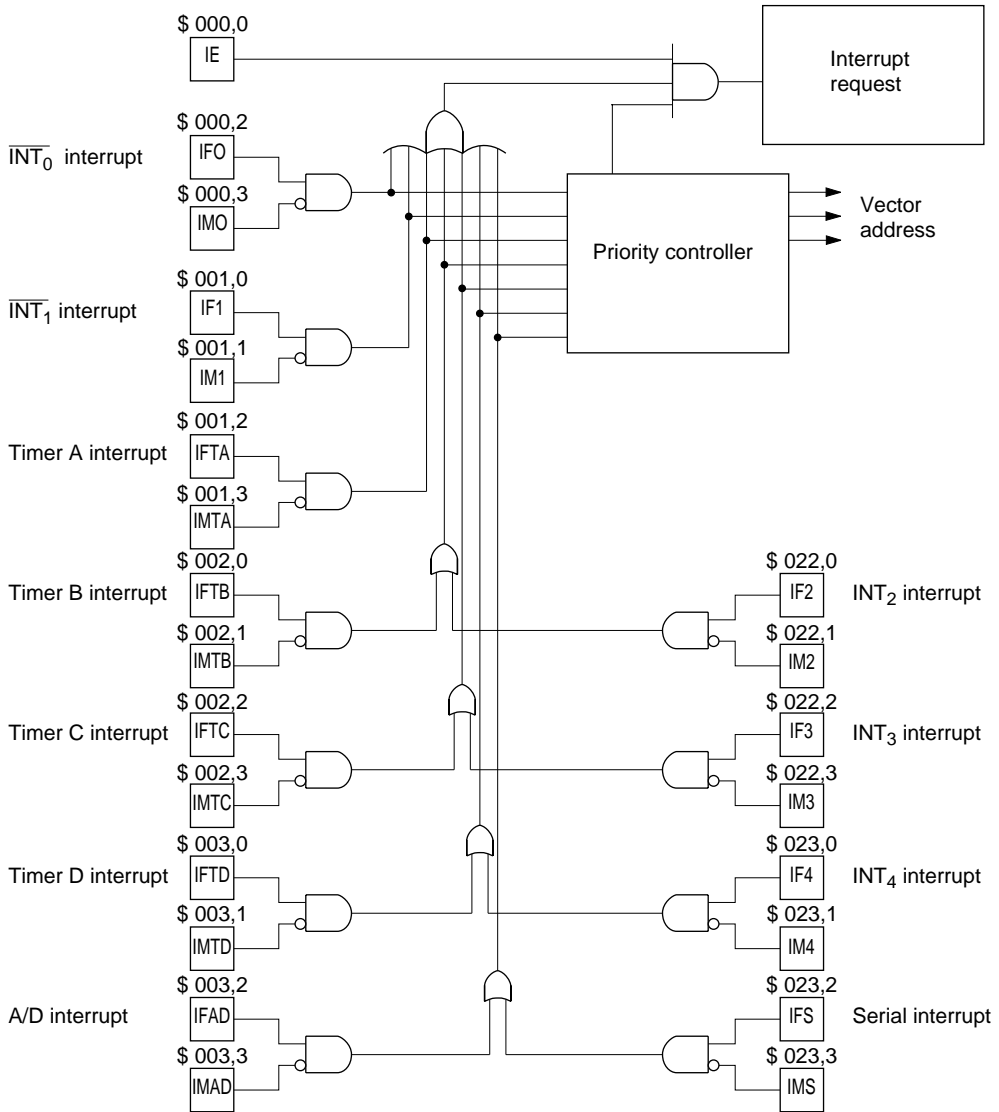 $ 000,0
IE
Interrupt
request
$ 000,2
IFO
INT0 interrupt
$ 000,3
IMO
Vector
address
Priority controller
$ 001,0
IF1
INT1 interrupt
$ 001,1
IM1
$ 001,2
IFTA
Timer A interrupt
$ 001,3
IMTA
$ 002,0
IFTB
Timer B interrupt
$ 002,1
IMTB
$ 022,0
IF2
INT2 interrupt
$ 022,1
IM2
$ 002,2
IFTC
Timer C interrupt
$ 002,3
IMTC
$ 022,2
IF3
INT3 interrupt
$ 022,3
IM3
$ 003,0
IFTD
Timer D interrupt
$ 003,1
IMTD
$ 023,0
IF4
INT4 interrupt
$ 023,1
IM4
$ 003,2
IFAD
A/D interrupt
$ 003,3
IMAD
$ 023,2
IFS
Serial interrupt
$ 023,3
IMS